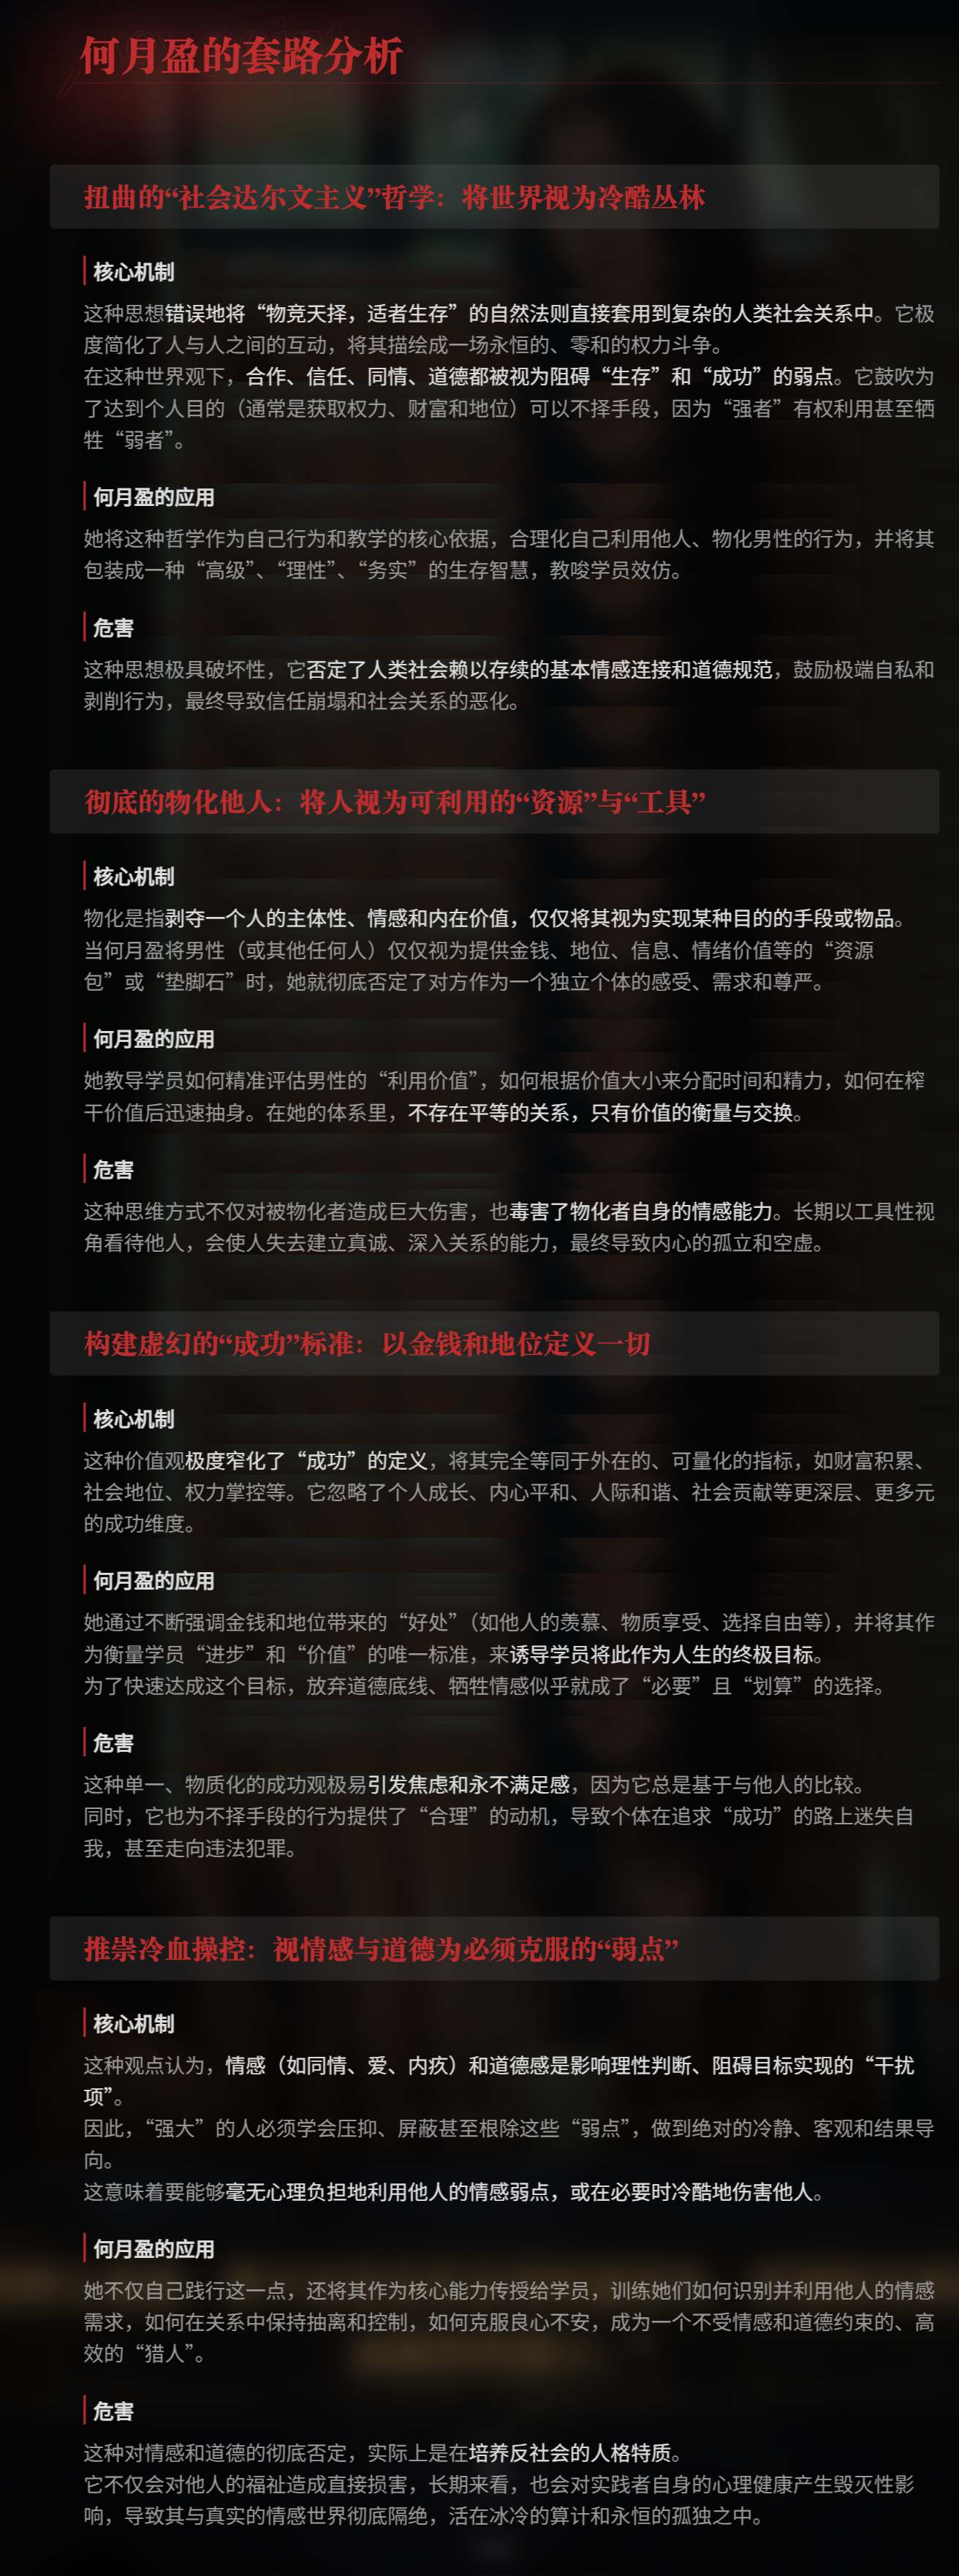 何月盈的套路分析
扭曲的“社会达尔文主义”哲学：将世界视为冷酷丛林
核心机制
这种思想错误地将“物竞天择，适者生存”的自然法则直接套用到复杂的人类社会关系中。它极
度简化了人与人之间的互动，将其描绘成一场永恒的、零和的权力斗争。
在这种世界观下，合作、信任、同情、道德都被视为阻碍“生存”和“成功”的弱点。它鼓吹为
了达到个人目的（通常是获取权力、财富和地位）可以不择手段，因为“强者”有权利用甚至牺
牲“弱者”。
何月盈的应用
她将这种哲学作为自己行为和教学的核心依据，合理化自己利用他人、物化男性的行为，并将其
包装成一种“高级”、“理性”、“务实”的生存智慧，教唆学员效仿。
危害
这种思想极具破坏性，它否定了人类社会赖以存续的基本情感连接和道德规范，鼓励极端自私和
剥削行为，最终导致信任崩塌和社会关系的恶化。
彻底的物化他人：将人视为可利用的“资源”与“工具”
核心机制
物化是指剥夺一个人的主体性、情感和内在价值，仅仅将其视为实现某种目的的手段或物品。
当何月盈将男性（或其他任何人）仅仅视为提供金钱、地位、信息、情绪价值等的“资源
包”或“垫脚石”时，她就彻底否定了对方作为一个独立个体的感受、需求和尊严。
何月盈的应用
她教导学员如何精准评估男性的“利用价值”，如何根据价值大小来分配时间和精力，如何在榨
干价值后迅速抽身。在她的体系里，不存在平等的关系，只有价值的衡量与交换。
危害
这种思维方式不仅对被物化者造成巨大伤害，也毒害了物化者自身的情感能力。长期以工具性视
角看待他人，会使人失去建立真诚、深入关系的能力，最终导致内心的孤立和空虚。
构建虚幻的“成功”标准：以金钱和地位定义一切
核心机制
这种价值观极度窄化了“成功”的定义，将其完全等同于外在的、可量化的指标，如财富积累、
社会地位、权力掌控等。它忽略了个人成长、内心平和、人际和谐、社会贡献等更深层、更多元
的成功维度。
何月盈的应用
她通过不断强调金钱和地位带来的“好处”（如他人的羡慕、物质享受、选择自由等），并将其作
为衡量学员“进步”和“价值”的唯一标准，来诱导学员将此作为人生的终极目标。
为了快速达成这个目标，放弃道德底线、牺牲情感似乎就成了“必要”且“划算”的选择。
危害
这种单一、物质化的成功观极易引发焦虑和永不满足感，因为它总是基于与他人的比较。
同时，它也为不择手段的行为提供了“合理”的动机，导致个体在追求“成功”的路上迷失自
我，甚至走向违法犯罪。
推崇冷血操控：视情感与道德为必须克服的“弱点”
核心机制
这种观点认为，情感（如同情、爱、内疚）和道德感是影响理性判断、阻碍目标实现的“干扰
项”。
因此，“强大”的人必须学会压抑、屏蔽甚至根除这些“弱点”，做到绝对的冷静、客观和结果导
向。
这意味着要能够毫无心理负担地利用他人的情感弱点，或在必要时冷酷地伤害他人。
何月盈的应用
她不仅自己践行这一点，还将其作为核心能力传授给学员，训练她们如何识别并利用他人的情感
需求，如何在关系中保持抽离和控制，如何克服良心不安，成为一个不受情感和道德约束的、高
效的“猎人”。
危害
这种对情感和道德的彻底否定，实际上是在培养反社会的人格特质。
它不仅会对他人的福祉造成直接损害，长期来看，也会对实践者自身的心理健康产生毁灭性影
响，导致其与真实的情感世界彻底隔绝，活在冰冷的算计和永恒的孤独之中。